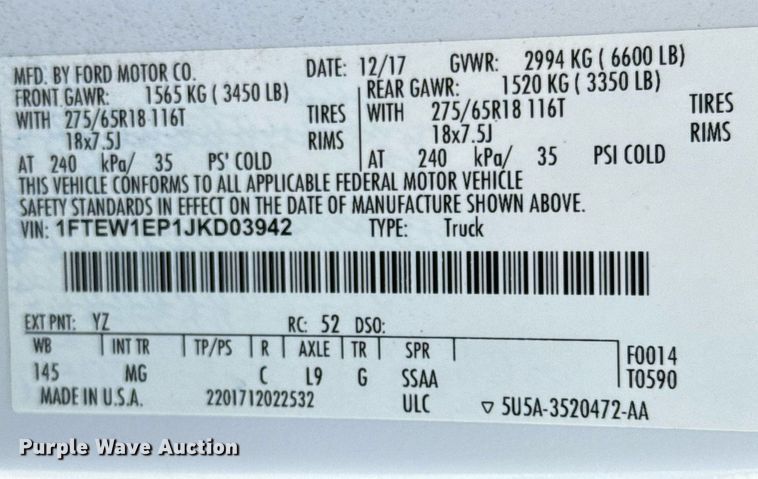 MFD. BY FORD MOTOR CO. DATE: 12/17 GVWR: 2994 KG ( 6600 LB)
FRONT GAWR: 1565 KG ( 3450 LB) REAR GAWR: 1520 KG ( 3350 LB)
WITH 275/65R18 116T TIRES WITH 275/65R18 116T TIRES
18x7.5J RIMS 18x7.5J RIMS
AT 240 kPa/ 35 PS' COLD AT 240 kPa/ 35 PSI COLD
THIS VEHICLE CONFORMS TO ALL APPLICABLE FEDERAL MOTOR VEHICLE
SAFETY STANDARDS IN EFFECT ON THE DATE OF MANUFACTURE SHOWN ABOVE.
VIN: 1FTEW1EP1JKD03942 TYPE: Truck
EXT PNT: YZ RC: 52 DSO:
WB INT TR TP/PS R AXLE TR SPR F0014
145 MG C L9 G SSAA T0590
MADE IN U.S.A. 2201712022532 ULC ▽ 5U5A-3520472-AA
Purple Wave Auction